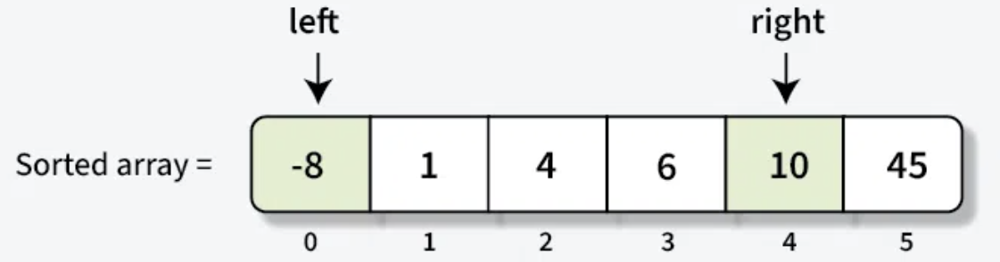 left right
Sorted array = -8 1 4 6 10 45
0 1 2 3 4 5